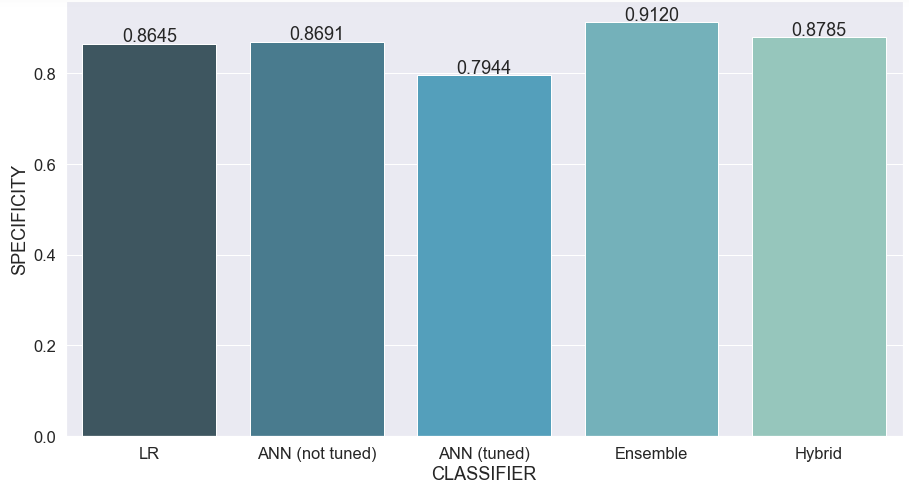 0.8645
0.8691
0.7944
0.9120
0.8785
SPECIFICITY
0.8
0.6
0.4
0.2
0.0
LR
ANN (not tuned)
ANN (tuned)
Ensemble
Hybrid
CLASSIFIER